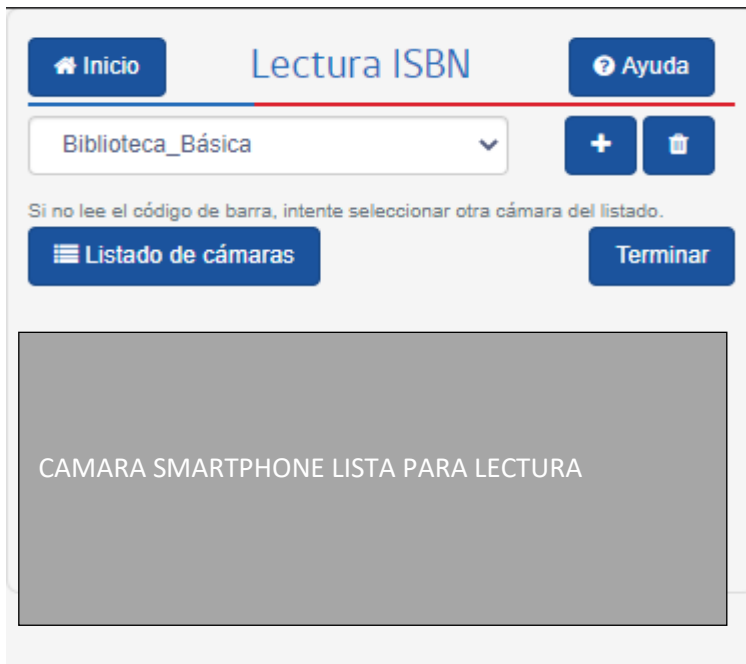 Inicio
Lectura ISBN
Ayuda
Biblioteca_Básica
Si no lee el código de barra, intente seleccionar otra cámara del listado.
Listado de cámaras
Terminar
CAMARA SMARTPHONE LISTA PARA LECTURA